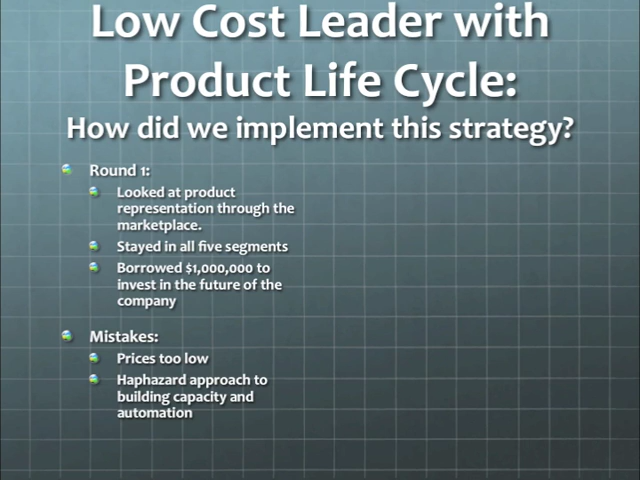 Low Cost Leader with
Product Life Cycle:
How did we implement this strategy?
Round 1:
Looked at product
representation through the
marketplace.
Stayed in all five segments
Borrowed $1,000,000 to
invest in the future of the
company
Mistakes:
Prices too low
Haphazard approach to
building capacity and
automation